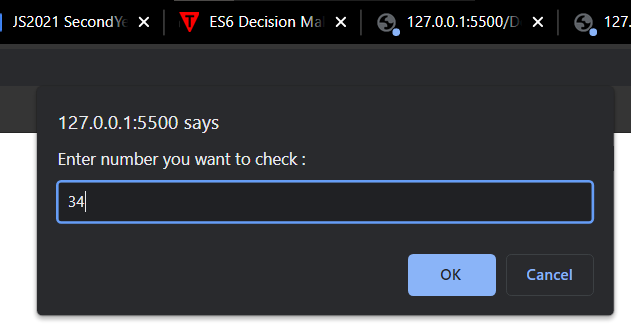 JS2021 SecondYe
ES6 Decision Mak
127.0.0.1:5500/D
127.
127.0.0.1:5500 says
Enter number you want to check :
34
OK
Cancel